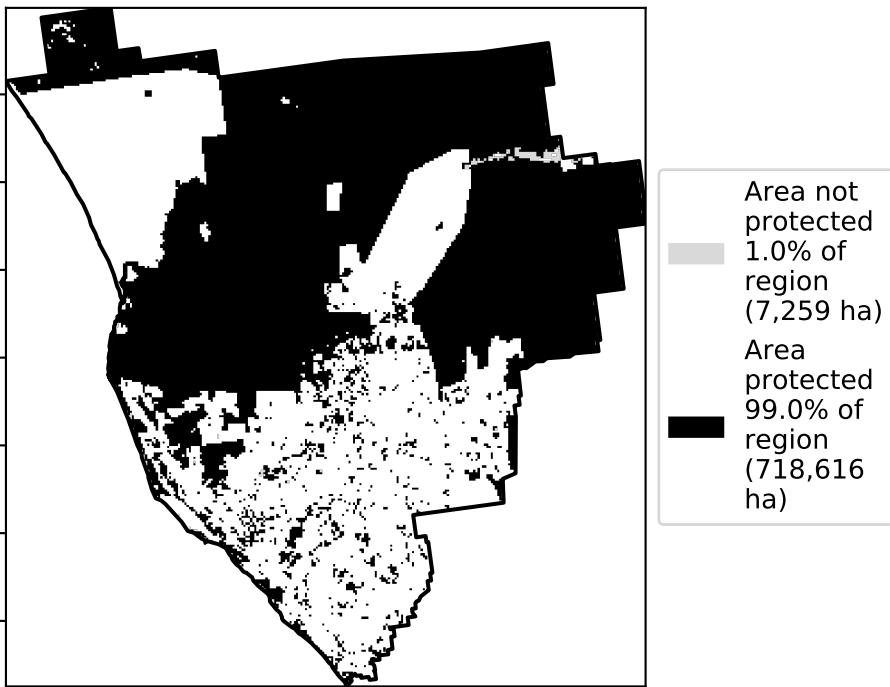 Area not
protected
1.0% of
region
(7,259 ha)
Area
protected
99.0% of
region
(718,616
ha)